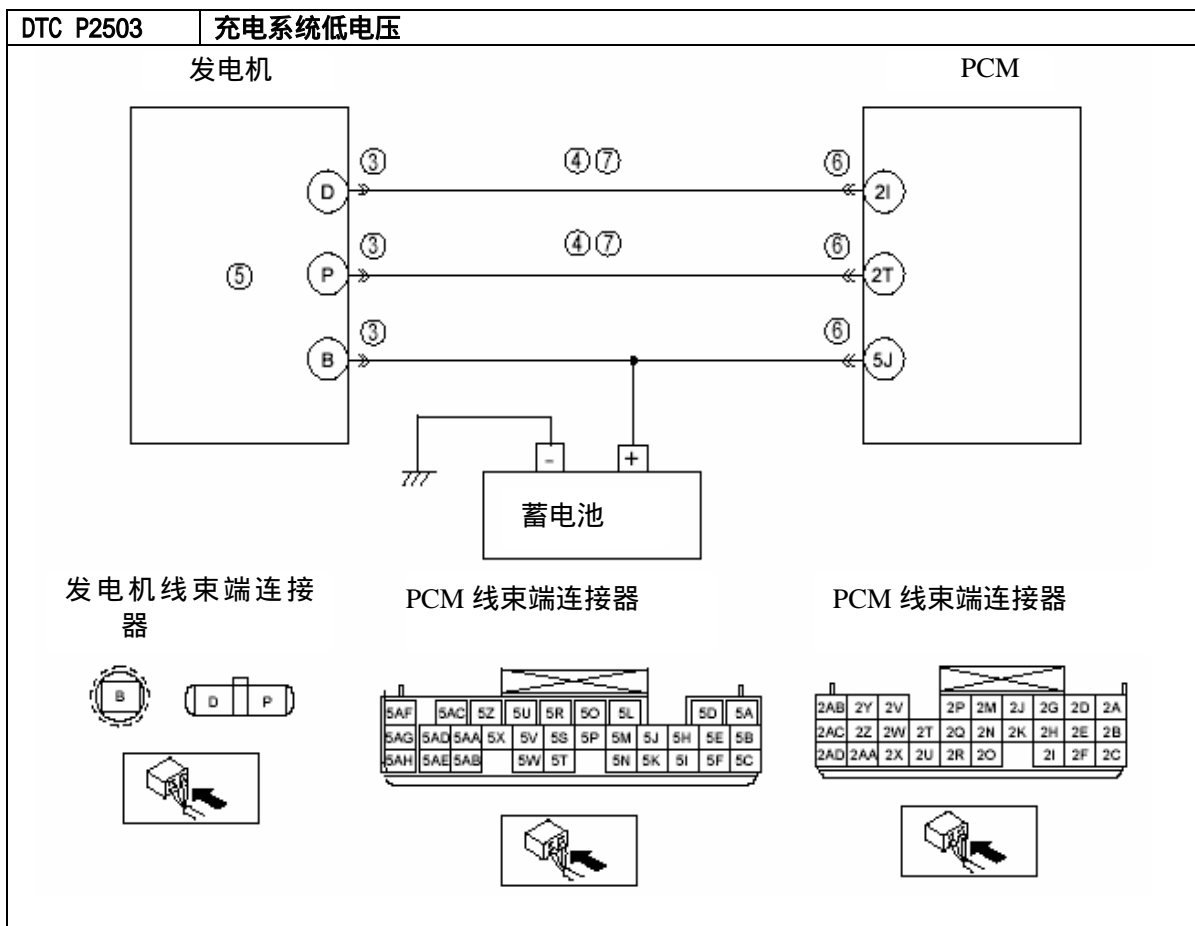 DTC P2503 充电系统低电压
发电机 PCM
③ ④⑦ ⑥
D 2I
③ ④⑦ ⑥
⑤ P 2T
③ ⑥
B 5J
- +
蓄电池
发电机线束端连接
器
PCM 线束端连接器
PCM 线束端连接器
B D P
5AF 5AC 5Z 5U 5R 5O 5L 5D 5A
5AG 5AD 5AA 5X 5V 5S 5P 5M 5J 5H 5E 5B
5AH 5AE 5AB 5W 5T 5N 5K 5I 5F 5C
2AB 2Y 2V 2P 2M 2J 2G 2D 2A
2AC 2Z 2W 2T 2Q 2N 2K 2H 2E 2B
2AD 2AA 2X 2U 2R 2O 2I 2F 2C